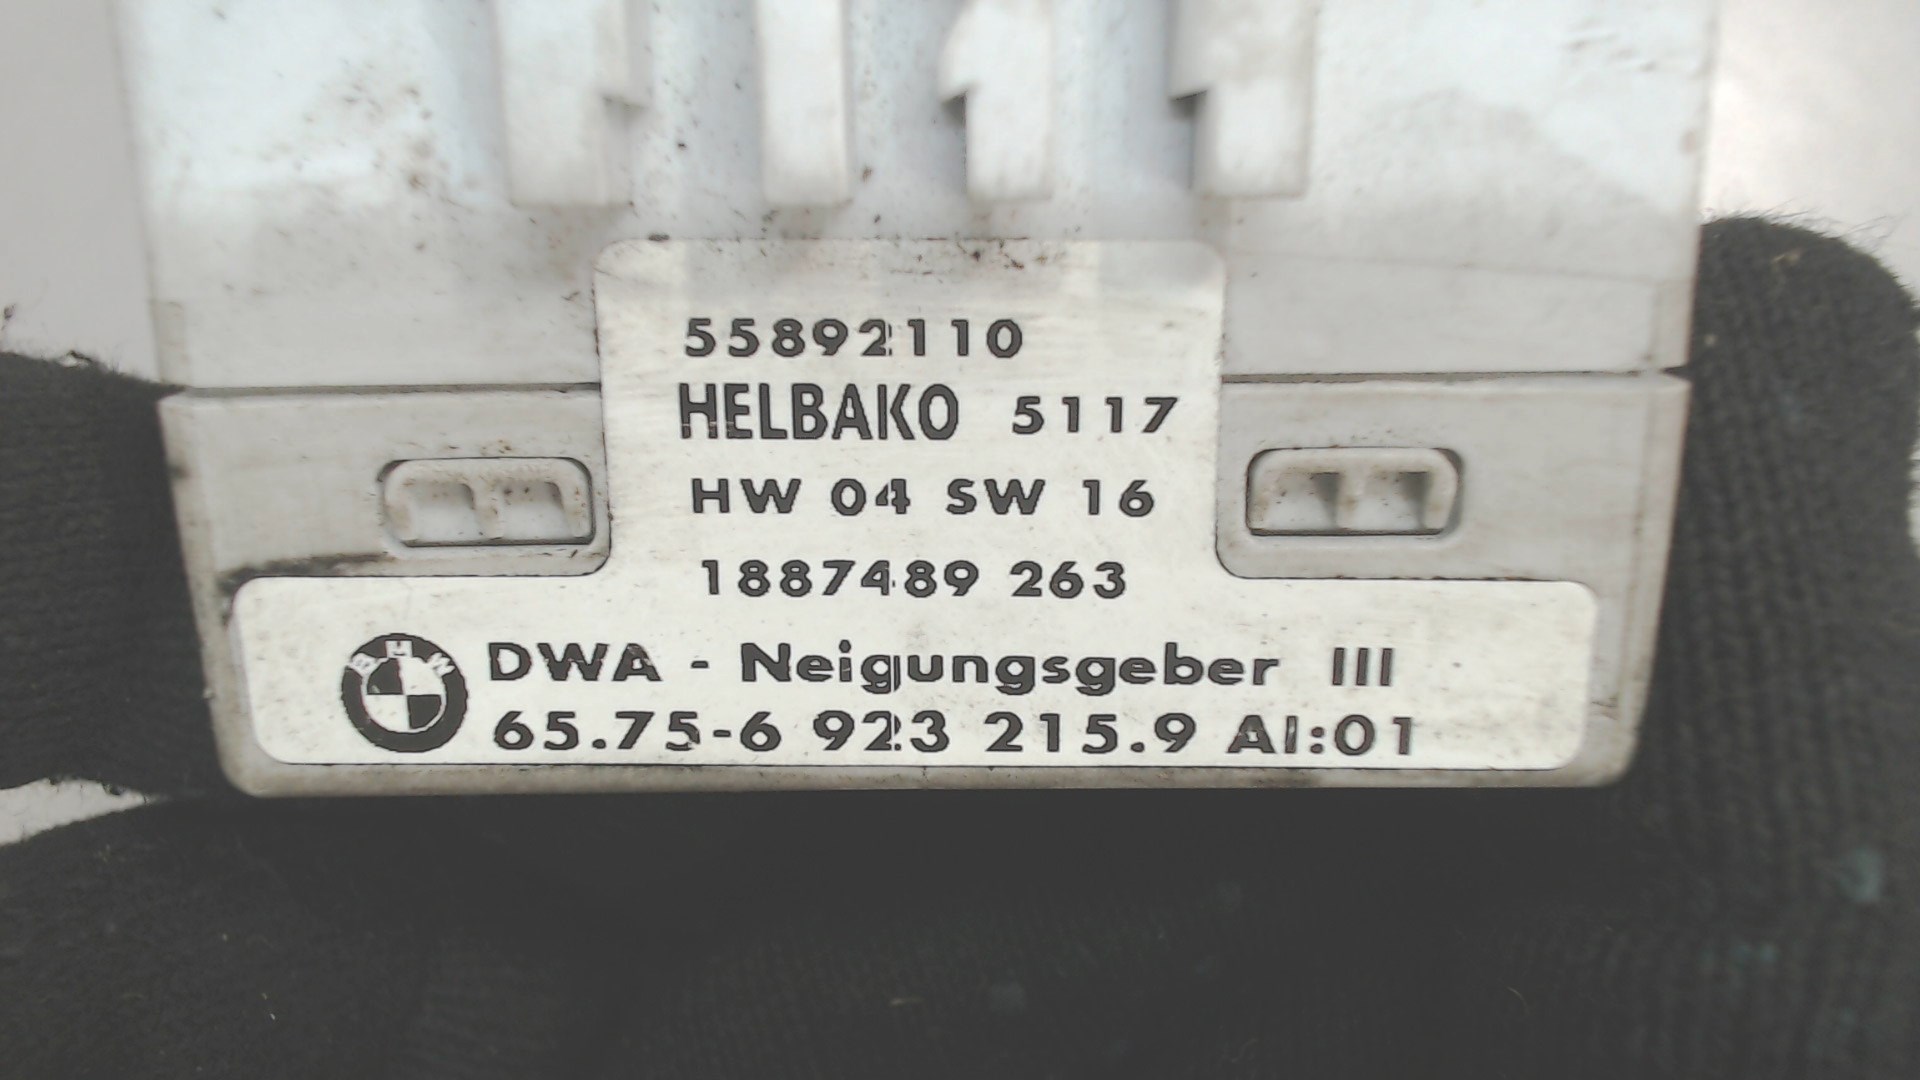 55892110
HELBAKO 5117
HW 04 SW 16
1887489 263
BMW
DWA - Neigungsgeber III
65.75-6 923 215.9 AI:01